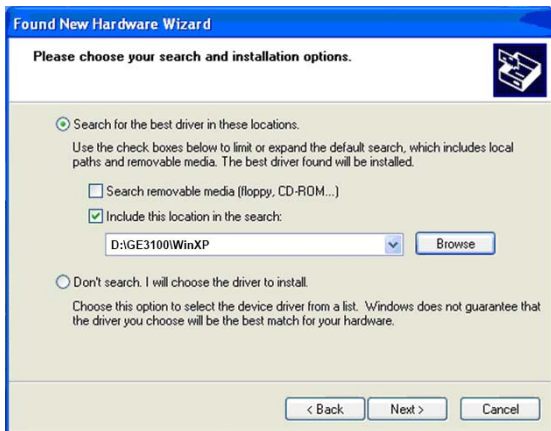 Found New Hardware Wizard
Please choose your search and installation options.
Search for the best driver in these locations.
Use the check boxes below to limit or expand the default search, which includes local
paths and removable media. The best driver found will be installed.
Search removable media (floppy, CD-ROM...)
Include this location in the search:
D:\GE3100\WinXP
Browse
Don't search. I will choose the driver to install.
Choose this option to select the device driver from a list. Windows does not guarantee that
the driver you choose will be the best match for your hardware.
< Back
Next >
Cancel